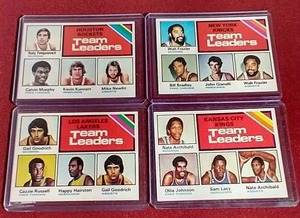 HOUSTON
ROCKETS
Team
Leaders
Rudy Tomjanovich
Calvin Murphy
Kevin Kunnert
Mike Newlin
NEW YORK
KNICKS
Team
Leaders
Walt Frazier
Bill Bradley
John Gianelli
Walt Frazier
LOS ANGELES
LAKERS
Team
Leaders
Gail Goodrich
Cazzie Russell
Happy Hairston
Gail Goodrich
KANSAS CITY
KINGS
Team
Leaders
Nate Archibald
Ollie Johnson
Sam Lacey
Nate Archibald